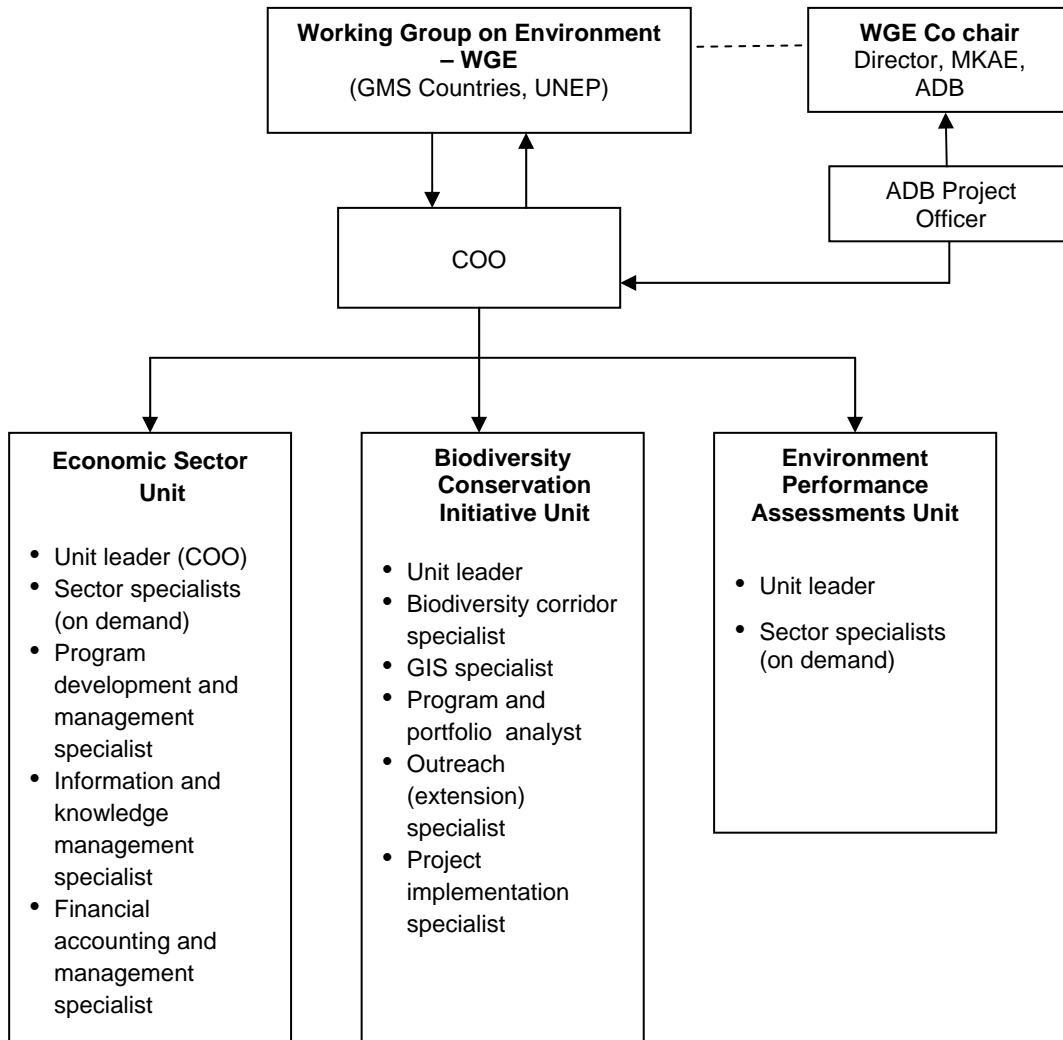 Working Group on Environment
– WGE
(GMS Countries, UNEP)
WGE Co chair
Director, MKAE,
ADB
ADB Project
Officer
COO
Economic Sector
Unit
• Unit leader (COO)
• Sector specialists
(on demand)
• Program
development and
management
specialist
• Information and
knowledge
management
specialist
• Financial
accounting and
management
specialist
Biodiversity
Conservation
Initiative Unit
• Unit leader
• Biodiversity corridor
specialist
• GIS specialist
• Program and
portfolio analyst
• Outreach
(extension)
specialist
• Project
implementation
specialist
Environment
Performance
Assessments Unit
• Unit leader
• Sector specialists
(on demand)